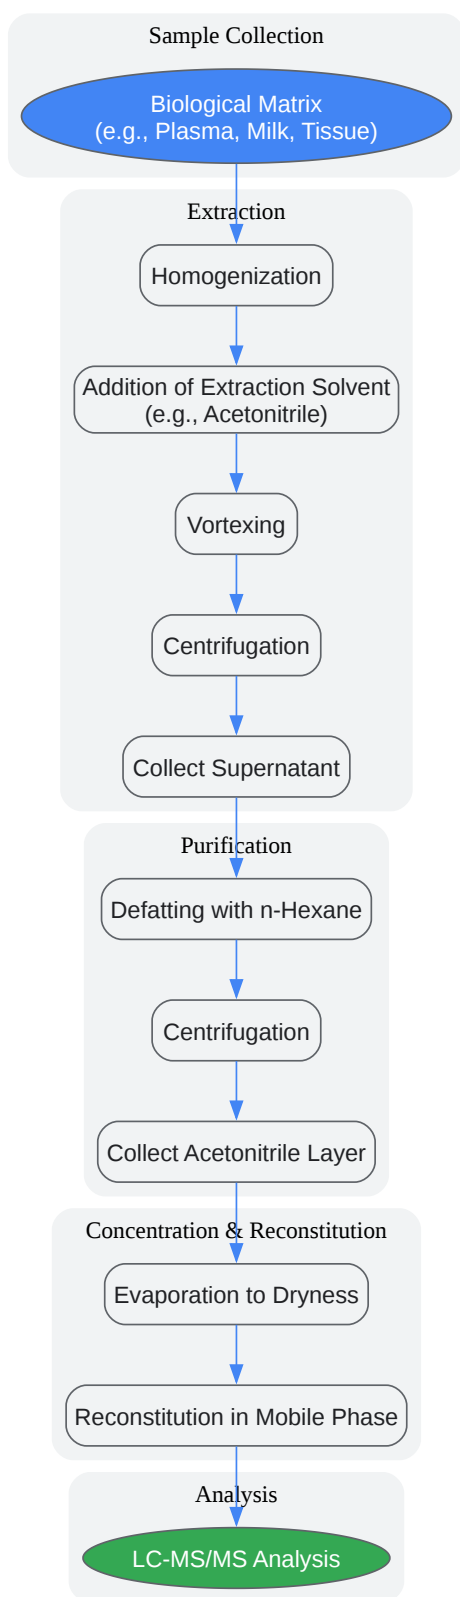 Sample Collection
Biological Matrix
(e.g., Plasma, Milk, Tissue)
Extraction
Homogenization
Addition of Extraction Solvent
(e.g., Acetonitrile)
Vortexing
Centrifugation
Collect Supernatant
Purification
Defatting with n-Hexane
Centrifugation
Collect Acetonitrile Layer
Concentration & Reconstitution
Evaporation to Dryness
Reconstitution in Mobile Phase
Analysis
LC-MS/MS Analysis